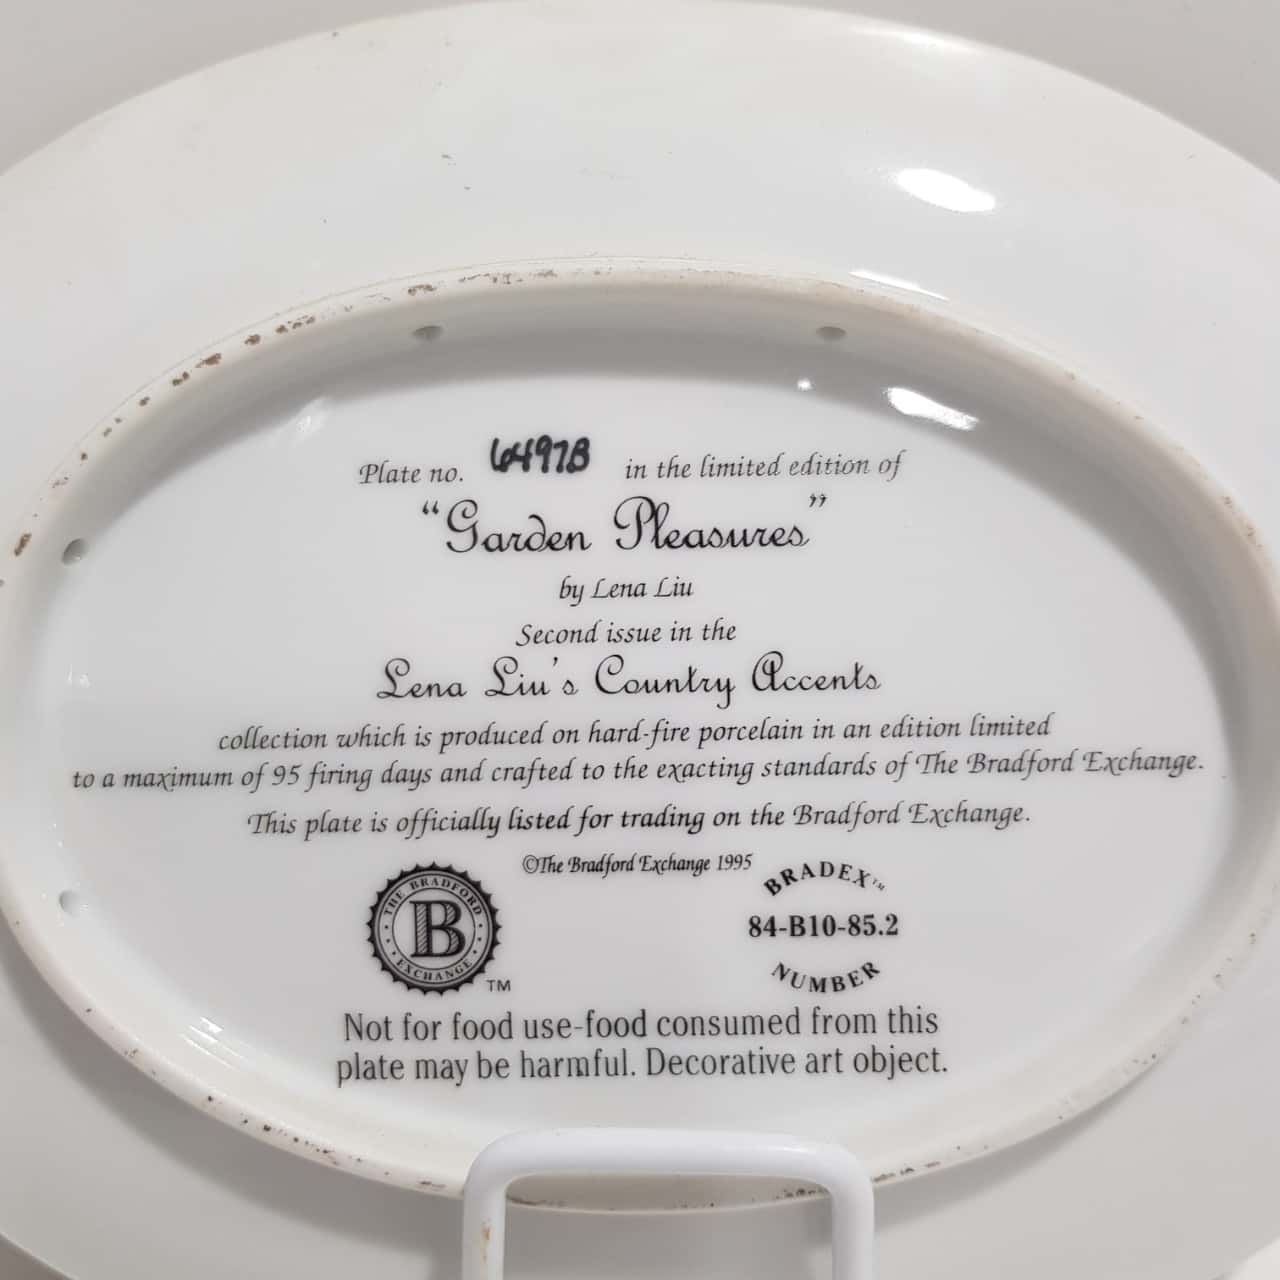 Plate no. 6497B in the limited edition of
“Garden Pleasures”
by Lena Liu
Second issue in the
Lena Liu's Country Accents
collection which is produced on hard-fire porcelain in an edition limited
to a maximum of 95 firing days and crafted to the exacting standards of The Bradford Exchange.
This plate is officially listed for trading on the Bradford Exchange.
©The Bradford Exchange 1995
THE BRADFORD
B
EXCHANGE
TM
BRADEX™
84-B10-85.2
NUMBER
Not for food use-food consumed from this
plate may be harmful. Decorative art object.